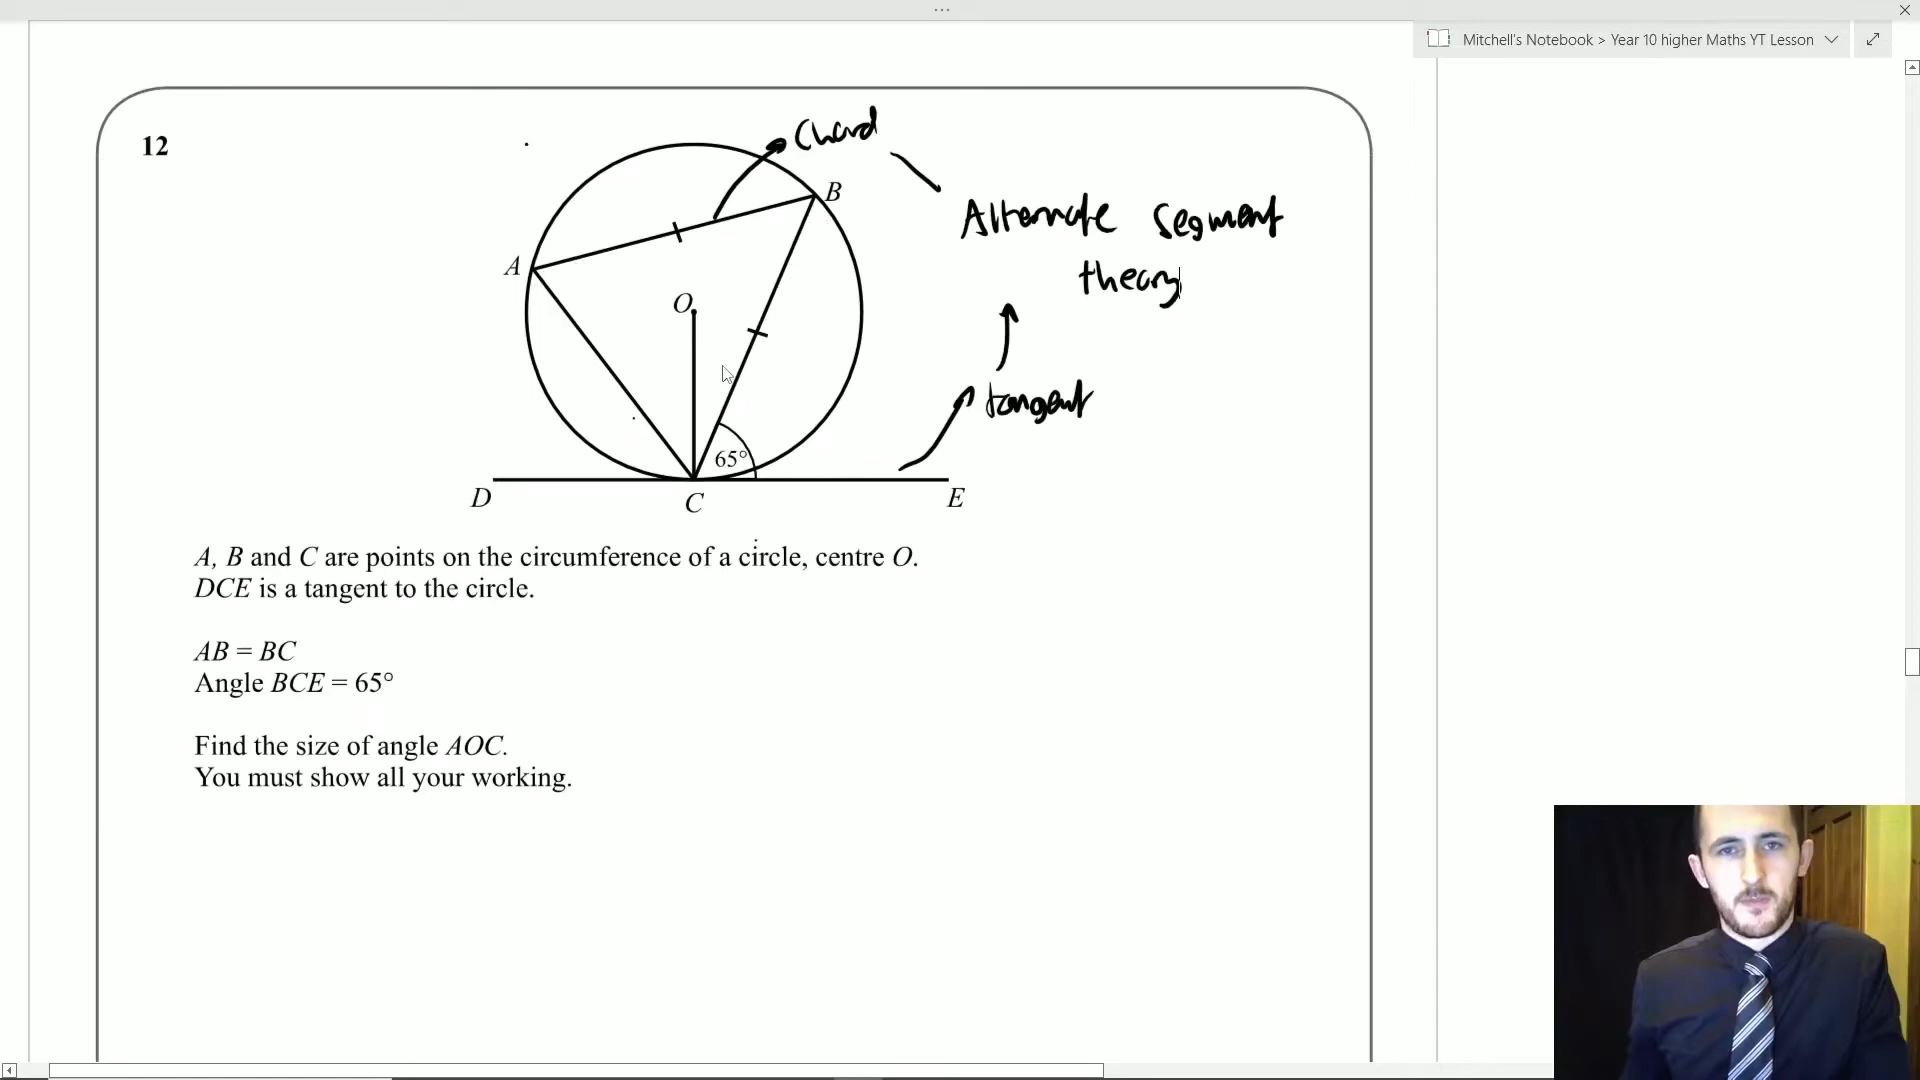 Mitchell's Notebook > Year 10 higher Maths YT Lesson
12
Chord
B
Alternate segment
theory
A
O
tangent
65°
D
C
E
A, B and C are points on the circumference of a circle, centre O.
DCE is a tangent to the circle.
AB = BC
Angle BCE = 65°
Find the size of angle AOC.
You must show all your working.